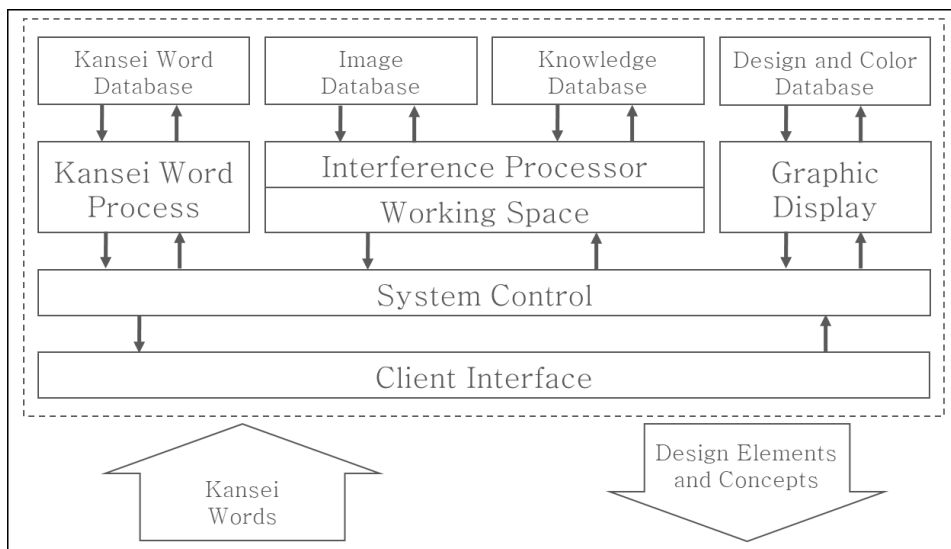 Kansei Word
Database
Image
Database
Knowledge
Database
Design and Color
Database
Kansei Word
Process
Interference Processor
Working Space
Graphic
Display
System Control
Client Interface
Kansei
Words
Design Elements
and Concepts